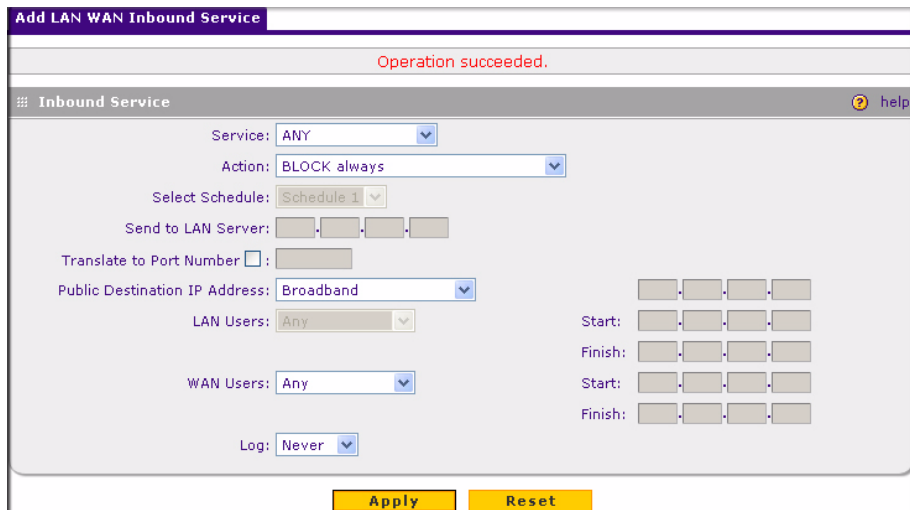 Add LAN WAN Inbound Service
Operation succeeded.
Inbound Service
? help
Service: ANY
Action: BLOCK always
Select Schedule: Schedule 1
Send to LAN Server: . . .
Translate to Port Number :
Public Destination IP Address: Broadband . . .
LAN Users: Any Start: . . .
Finish: . . .
WAN Users: Any Start: . . .
Finish: . . .
Log: Never
Apply Reset